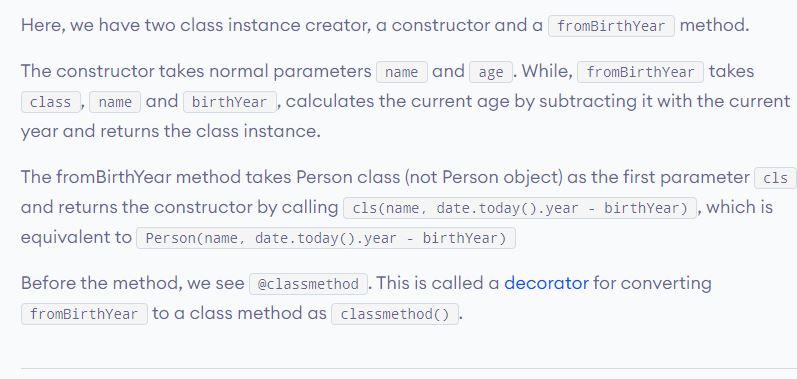 Here, we have two class instance creator, a constructor and a fromBirthYear method.
The constructor takes normal parameters name and age . While, fromBirthYear takes
class , name and birthYear , calculates the current age by subtracting it with the current
year and returns the class instance.
The fromBirthYear method takes Person class (not Person object) as the first parameter cls
and returns the constructor by calling cls(name, date.today().year - birthYear) , which is
equivalent to Person(name, date.today().year - birthYear)
Before the method, we see @classmethod . This is called a decorator for converting
fromBirthYear to a class method as classmethod() .